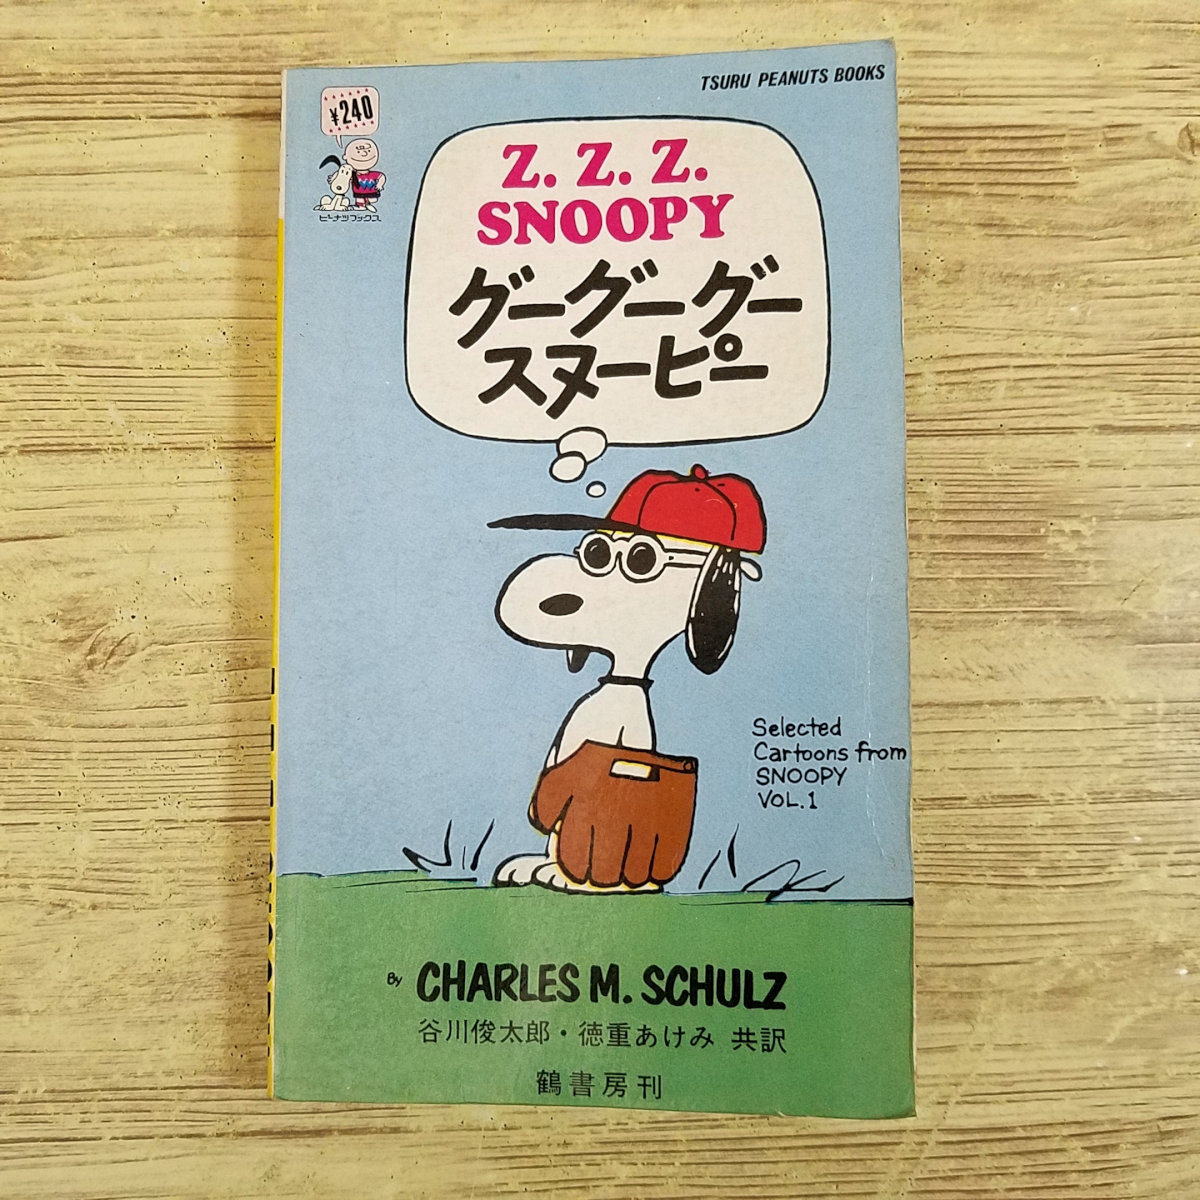 TSURU PEANUTS BOOKS
¥240
ピーナツブックス
Z. Z. Z.
SNOOPY
グーグーグー
スヌーピー
Selected
Cartoons from
SNOOPY
VOL.1
By CHARLES M. SCHULZ
谷川俊太郎・徳重あけみ 共訳
鶴書房刊